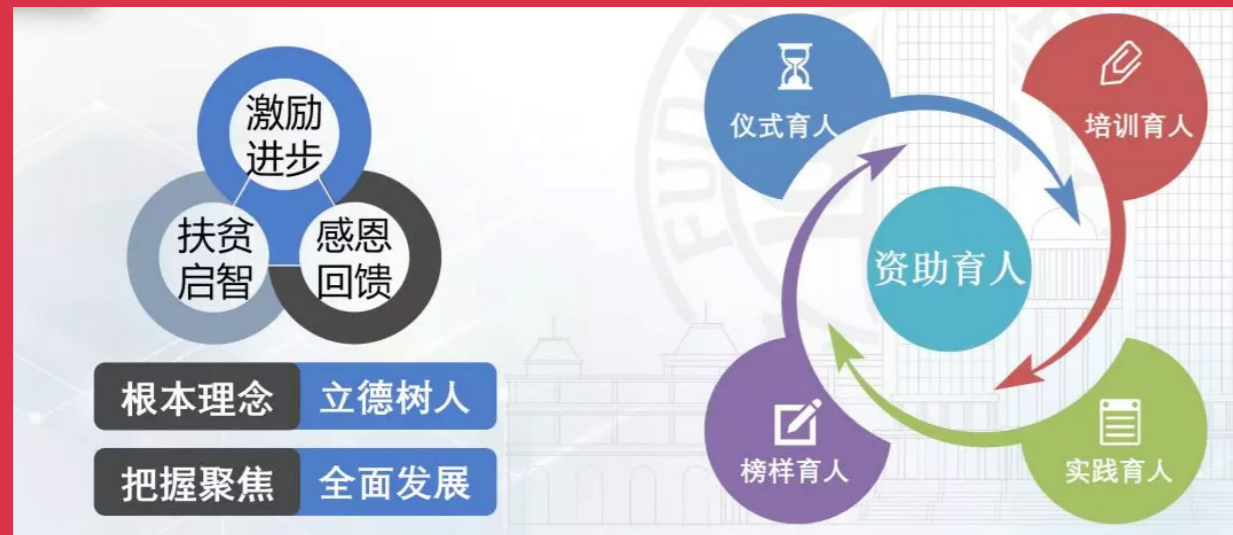 激励
进步
扶贫
启智
感恩
回馈
根本理念 立德树人
把握聚焦 全面发展
仪式育人
培训育人
资助育人
榜样育人
实践育人
FUDAN